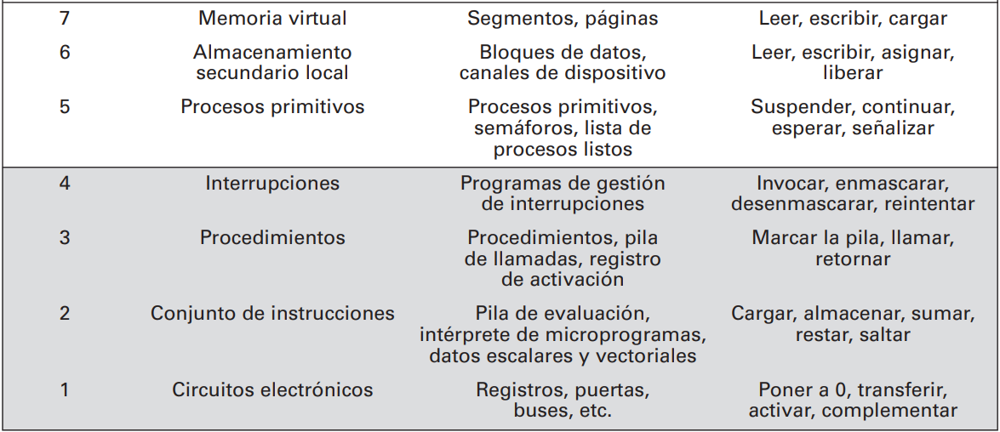 7 Memoria virtual Segmentos, páginas Leer, escribir, cargar
6 Almacenamiento Bloques de datos, Leer, escribir, asignar,
secundario local canales de dispositivo liberar
5 Procesos primitivos Procesos primitivos, Suspender, continuar,
semáforos, lista de esperar, señalizar
procesos listos
4 Interrupciones Programas de gestión Invocar, enmascarar,
de interrupciones desenmascarar, reintentar
3 Procedimientos Procedimientos, pila Marcar la pila, llamar,
de llamadas, registro retornar
de activación
2 Conjunto de instrucciones Pila de evaluación, Cargar, almacenar, sumar,
intérprete de microprogramas, restar, saltar
datos escalares y vectoriales
1 Circuitos electrónicos Registros, puertas, Poner a 0, transferir,
buses, etc. activar, complementar